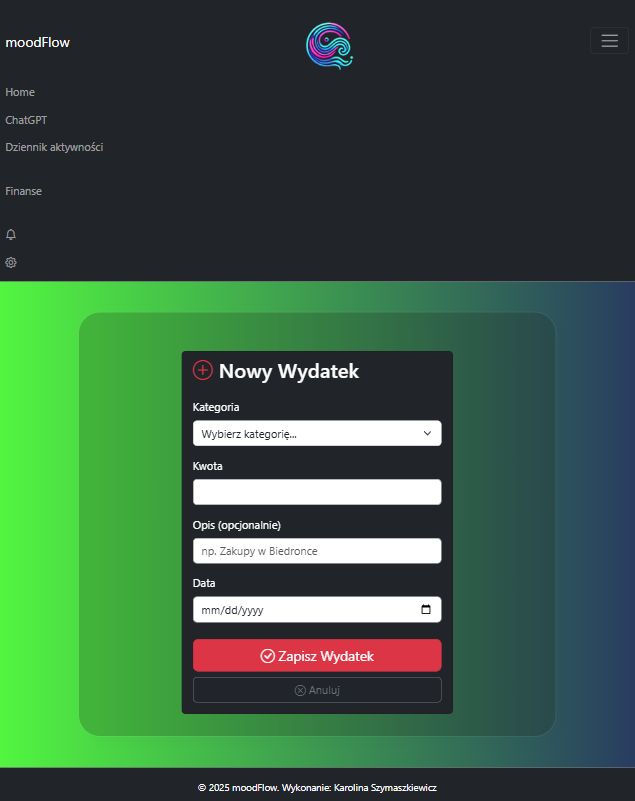 moodFlow
Home
ChatGPT
Dziennik aktywności
Finanse
Nowy Wydatek
Kategoria
Wybierz kategorię...
Kwota
Opis (opcjonalnie)
np. Zakupy w Biedronce
Data
mm/dd/yyyy
Zapisz Wydatek
Anuluj
© 2025 moodFlow. Wykonanie: Karolina Szymaszkiewicz